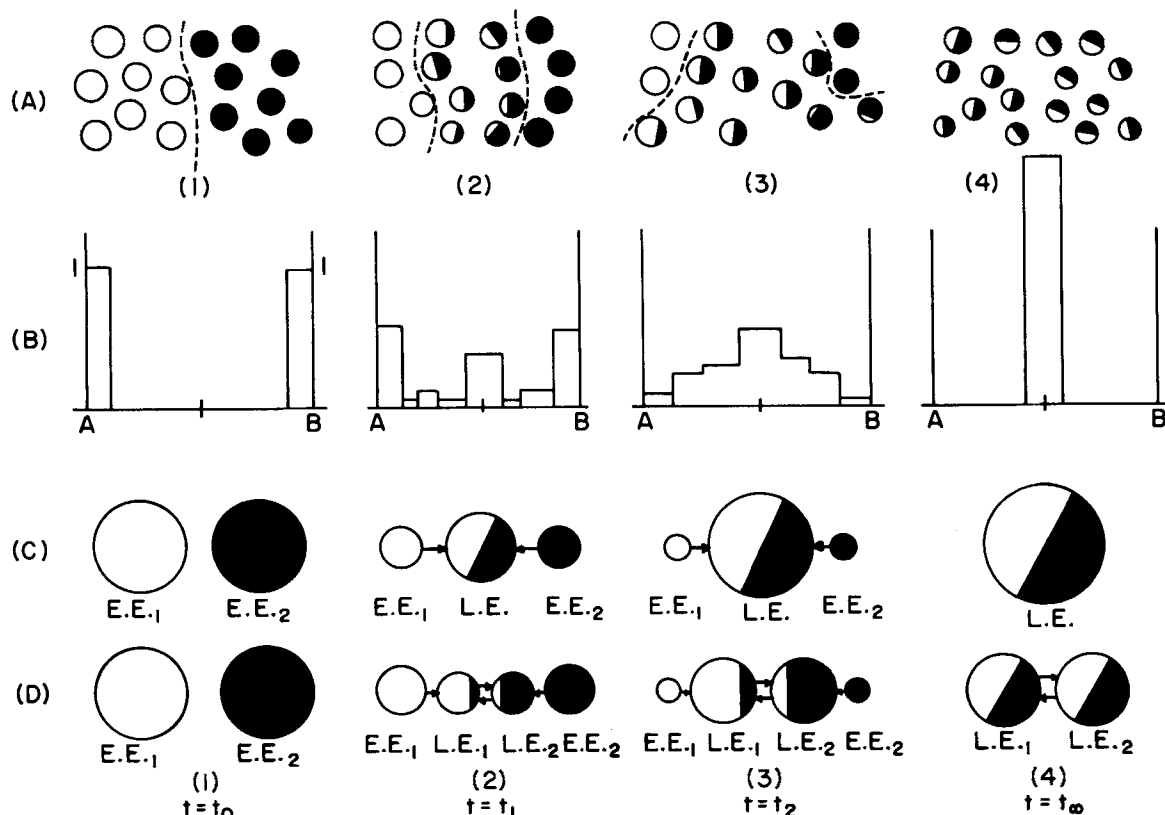 (A)
(1) (2) (3) (4)
(B)
1 1
A B A B A B A B
(C)
E.E.₁ E.E.₂ E.E.₁ L.E. E.E.₂ E.E.₁ L.E. E.E.₂ L.E.
(D)
E.E.₁ E.E.₂ E.E.₁ L.E.₁ L.E.₂ E.E.₂ E.E.₁ L.E.₁ L.E.₂ E.E.₂ L.E.₁ L.E.₂
(1) (2) (3) (4)
t=t₀ t=t₁ t=t₂ t=t∞